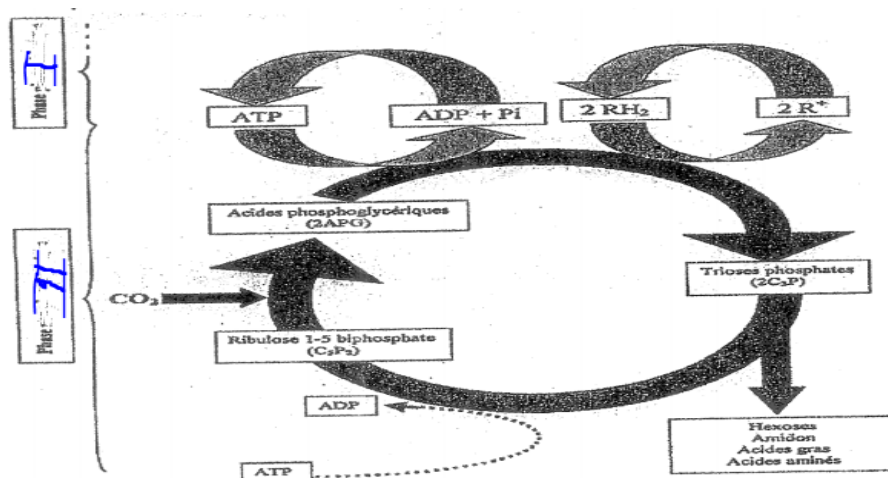 Phase I
ATP
ADP + Pi
2 RH₂
2 R⁺
Acides phosphoglycériques
(2APG)
Trioses phosphates
(2C₃P)
Phase II
CO₂
Ribulose 1-5 biphosphate
(C₅P₂)
ADP
ATP
Hexoses
Amidon
Acides gras
Acides aminés